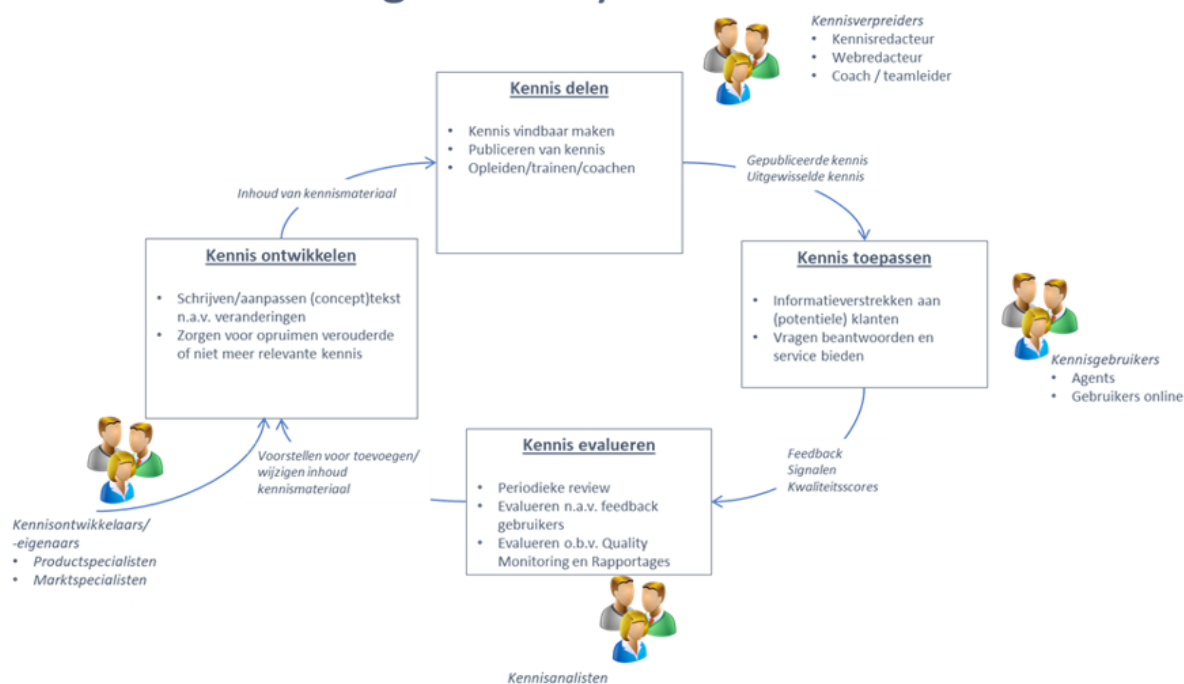 Kennisverpreiders
• Kennisredacteur
• Webredacteur
• Coach / teamleider
Kennis delen
• Kennis vindbaar maken
• Publiceren van kennis
• Opleiden/trainen/coachen
Gepubliceerde kennis
Uitgewisselde kennis
Inhoud van kennismateriaal
Kennis ontwikkelen
• Schrijven/aanpassen (concept)tekst
n.a.v. veranderingen
• Zorgen voor opruimen verouderde
of niet meer relevante kennis
Kennis toepassen
• Informatieverstrekken aan
(potentiele) klanten
• Vragen beantwoorden en
service bieden
Kennisgebruikers
• Agents
• Gebruikers online
Kennis evalueren
• Periodieke review
• Evalueren n.a.v. feedback
gebruikers
• Evalueren o.b.v. Quality
Monitoring en Rapportages
Feedback
Signalen
Kwaliteitsscores
Voorstellen voor toevoegen/
wijzigen inhoud
kennismateriaal
Kennisontwikkelaars/
-eigenaars
• Productspecialisten
• Marktspecialisten
Kennisanalisten